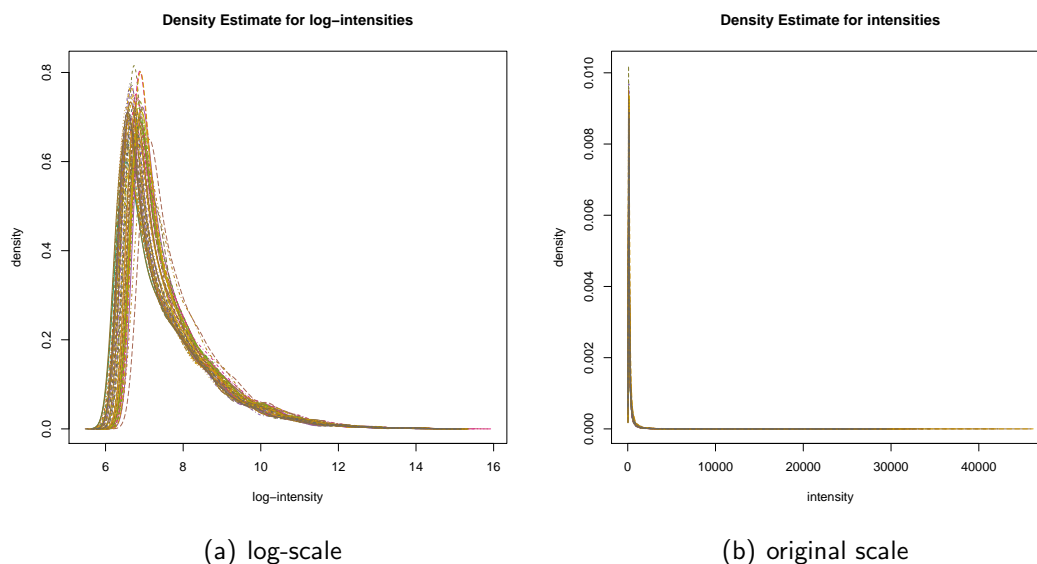 Density Estimate for log−intensities
density
0.0
0.2
0.4
0.6
0.8
6 8 10 12 14 16
log−intensity
(a) log-scale
Density Estimate for intensities
density
0.000
0.002
0.004
0.006
0.008
0.010
0 10000 20000 30000 40000
intensity
(b) original scale